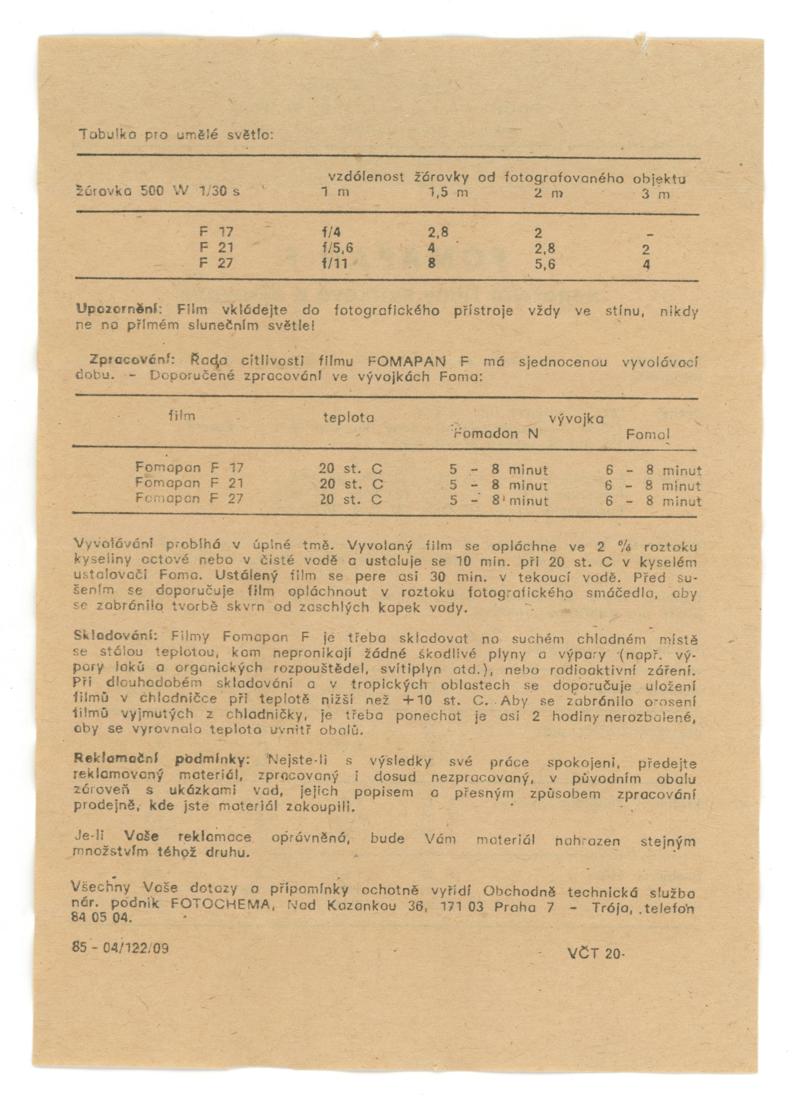 Tabulka pro umělé světlo:
vzdálenost žárovky od fotografovaného objektu
žárovka 500 W 1/30 s 1 m 1,5 m 2 m 3 m
F 17 f/4 2,8 2 –
F 21 f/5,6 4 2,8 2
F 27 f/11 8 5,6 4
Upozornění: Film vkládejte do fotografického přístroje vždy ve stínu, nikdy
ne na přímém slunečním světle!
Zpracování: Řada citlivosti filmu FOMAPAN F má sjednocenou vyvolávací
dobu. – Doporučené zpracování ve vývojkách Foma:
film teplota vývojka
Fomadon N Fomal
Fomapan F 17 20 st. C 5 – 8 minut 6 – 8 minut
Fomapan F 21 20 st. C 5 – 8 minut 6 – 8 minut
Fomapan F 27 20 st. C 5 – 8 minut 6 – 8 minut
Vyvolávání probíhá v úplné tmě. Vyvolaný film se opláchne ve 2 % roztoku
kyseliny octové nebo v čisté vodě a ustaluje se 10 min. při 20 st. C v kyselém
ustalovači Foma. Ustálený film se pere asi 30 min. v tekoucí vodě. Před su-
šením se doporučuje film opláchnout v roztoku fotografického smáčedla, aby
se zabránilo tvorbě skvrn od zaschlých kapek vody.
Skladování: Filmy Fomapan F je třeba skladovat na suchém chladném místě
se stálou teplotou, kam nepronikají žádné škodlivé plyny a výpary (např. vý-
pary laků a organických rozpouštědel, svítiplyn atd.), nebo radioaktivní záření.
Při dlouhodobém skladování a v tropických oblastech se doporučuje uložení
filmů v chladničce při teplotě nižší než +10 st. C. Aby se zabránilo orosení
filmů vyjmutých z chladničky, je třeba ponechat je asi 2 hodiny nerozbalené,
aby se vyrovnala teplota uvnitř obalů.
Reklamační podmínky: Nejste-li s výsledky své práce spokojeni, předejte
reklamovaný materiál, zpracovaný i dosud nezpracovaný, v původním obalu
zároveň s ukázkami vad, jejich popisem a přesným způsobem zpracování
prodejně, kde jste materiál zakoupili.
Je-li Vaše reklamace oprávněná, bude Vám materiál nahrazen stejným
množstvím téhož druhu.
Všechny Vaše dotazy a připomínky ochotně vyřídí Obchodně technická služba
nár. podnik FOTOCHEMA, Nad Kazankou 36, 171 03 Praha 7 – Trója, telefon
84 05 04.
85 - 04/122/09 VČT 20